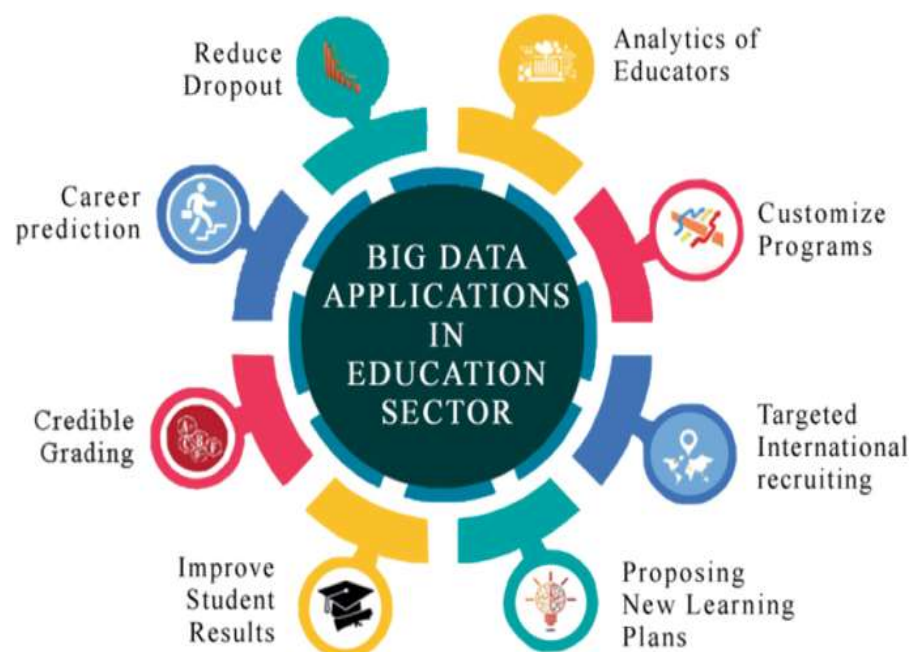 BIG DATA
APPLICATIONS
IN
EDUCATION
SECTOR
Analytics of
Educators
Customize
Programs
Targeted
International
recruiting
Proposing
New Learning
Plans
Improve
Student
Results
Credible
Grading
Career
prediction
Reduce
Dropout